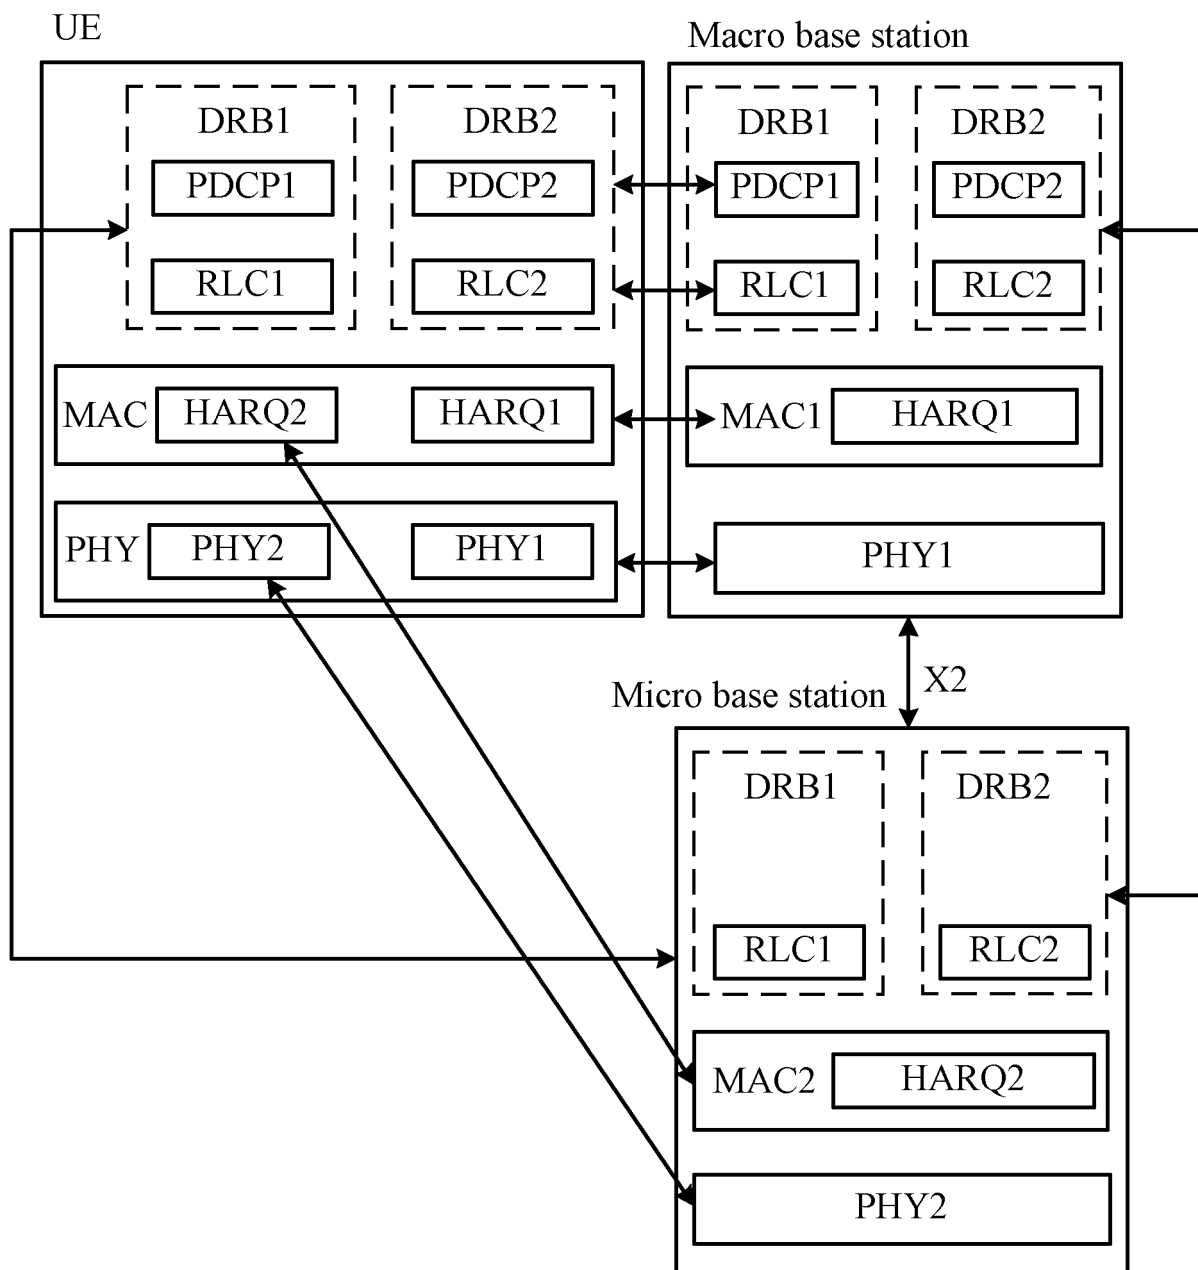 UE
Macro base station
DRB1 DRB2 DRB1 DRB2
PDCP1 PDCP2 PDCP1 PDCP2
RLC1 RLC2 RLC1 RLC2
MAC HARQ2 HARQ1 MAC1 HARQ1
PHY PHY2 PHY1 PHY1
X2
Micro base station
DRB1 DRB2
RLC1 RLC2
MAC2 HARQ2
PHY2